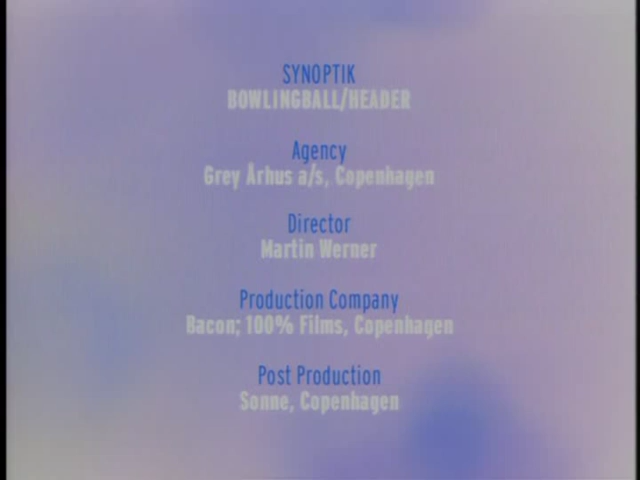 SYNOPTIK
BOWLINGBALL/HEADER
Agency
Grey Århus a/s, Copenhagen
Director
Martin Werner
Production Company
Bacon; 100% Films, Copenhagen
Post Production
Sonne, Copenhagen